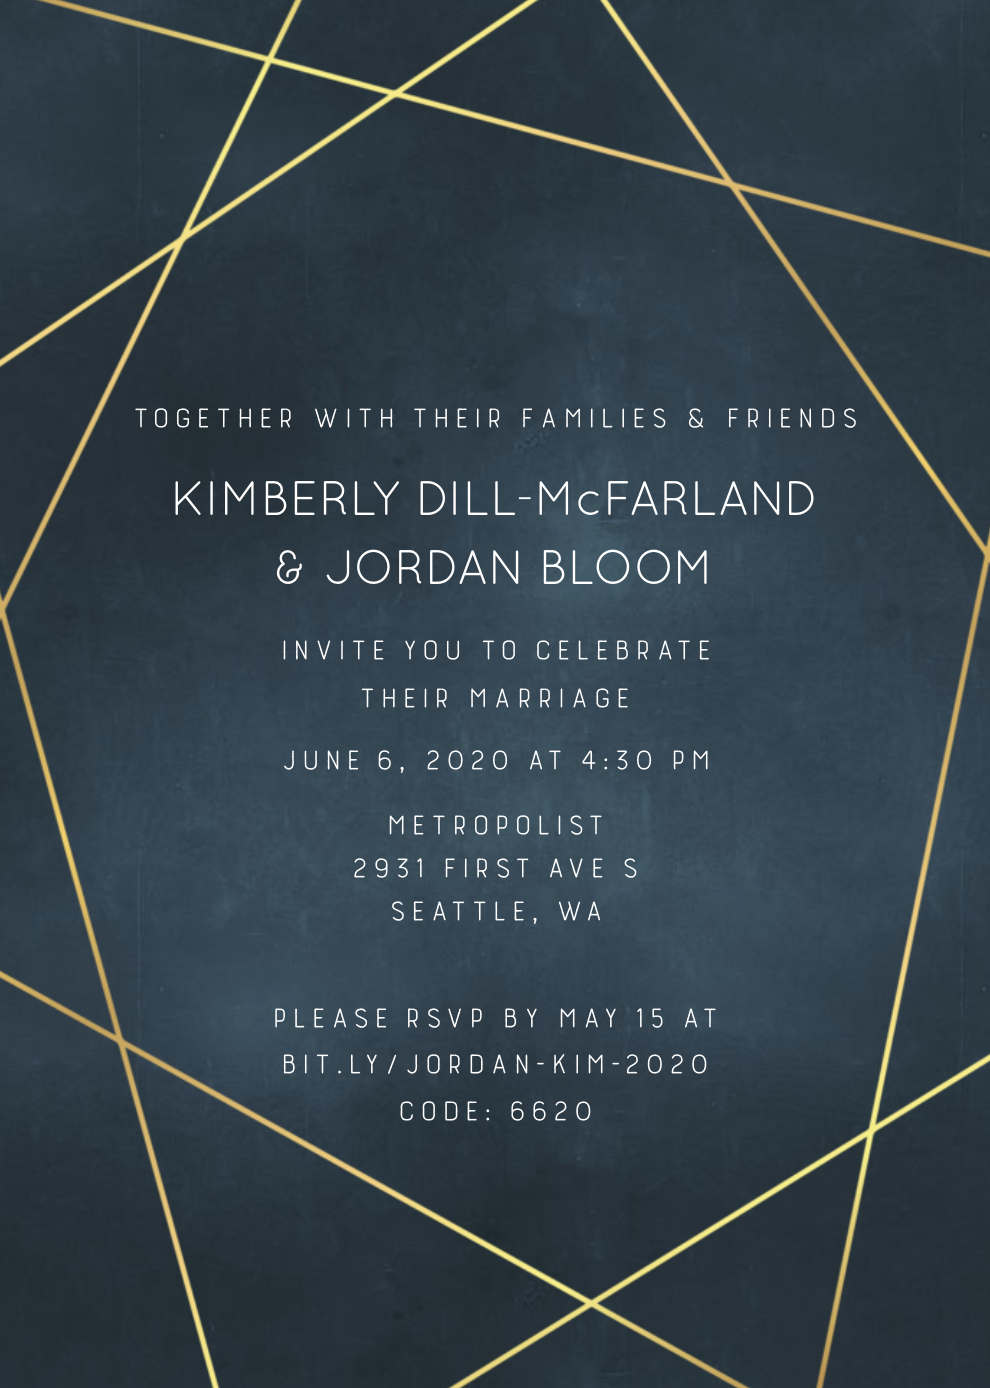 TOGETHER WITH THEIR FAMILIES & FRIENDS
KIMBERLY DILL-McFARLAND
& JORDAN BLOOM
INVITE YOU TO CELEBRATE
THEIR MARRIAGE
JUNE 6, 2020 AT 4:30 PM
METROPOLIST
2931 FIRST AVE S
SEATTLE, WA
PLEASE RSVP BY MAY 15 AT
BIT.LY/JORDAN-KIM-2020
CODE: 6620